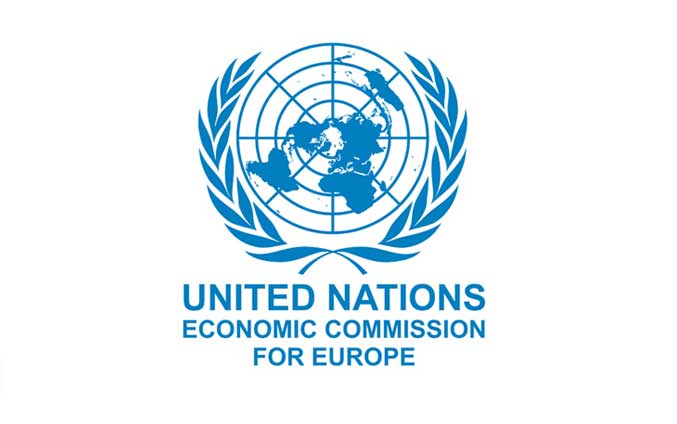 UNITED NATIONS
ECONOMIC COMMISSION
FOR EUROPE